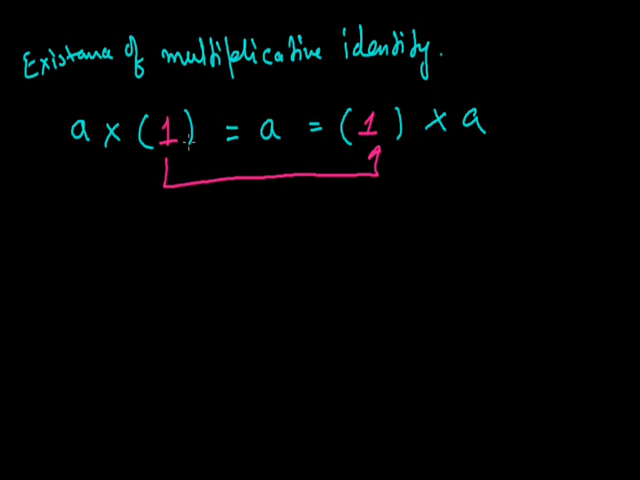 Existance of multiplicative identity.
a × (1) = a = (1) × a